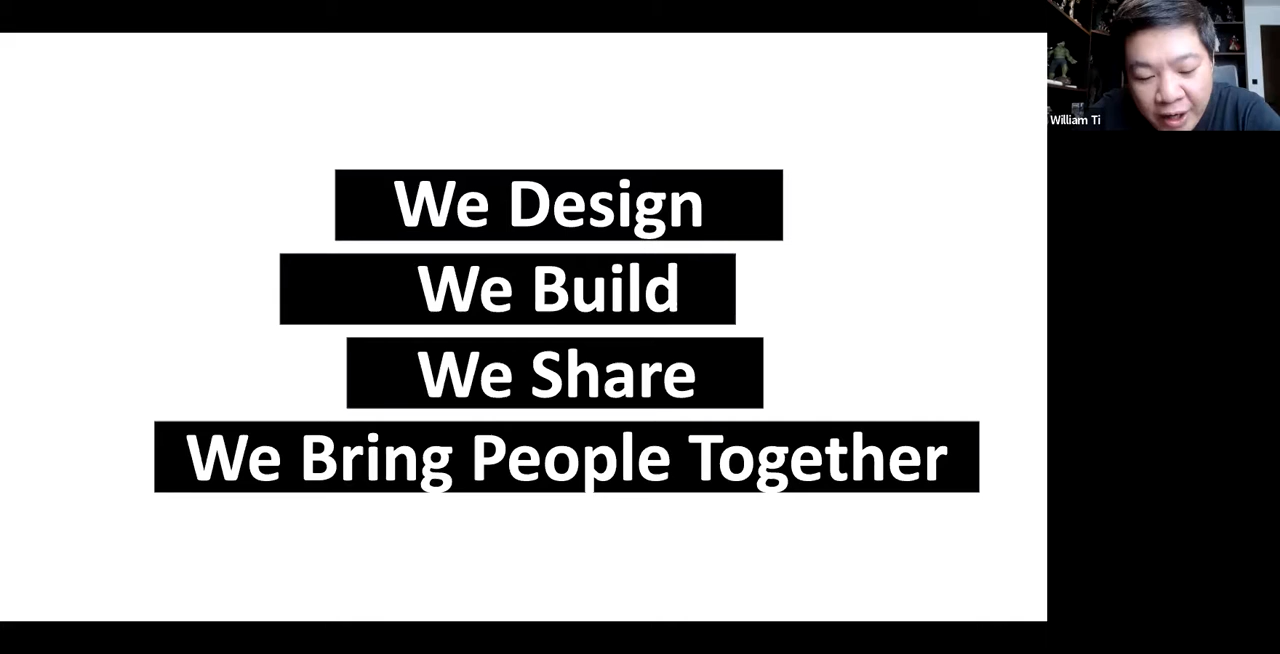 We Design
We Build
We Share
We Bring People Together
William Ti